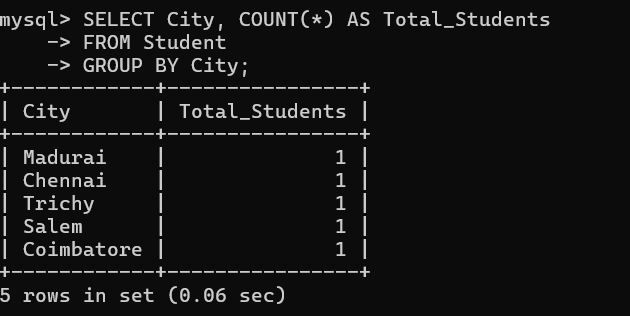 mysql> SELECT City, COUNT(*) AS Total_Students
    -> FROM Student
    -> GROUP BY City;
+------------+----------------+
| City       | Total_Students |
+------------+----------------+
| Madurai    |              1 |
| Chennai    |              1 |
| Trichy     |              1 |
| Salem      |              1 |
| Coimbatore |              1 |
+------------+----------------+
5 rows in set (0.06 sec)